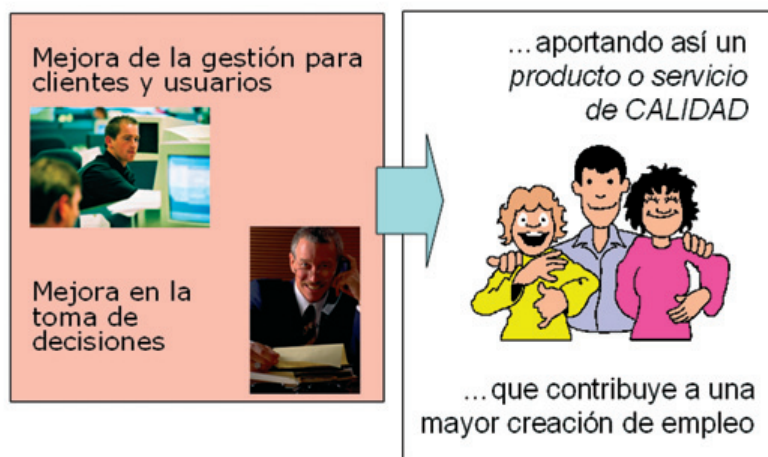 Mejora de la gestión para
clientes y usuarios
Mejora en la
toma de
decisiones
...aportando así un
producto o servicio
de CALIDAD
...que contribuye a una
mayor creación de empleo